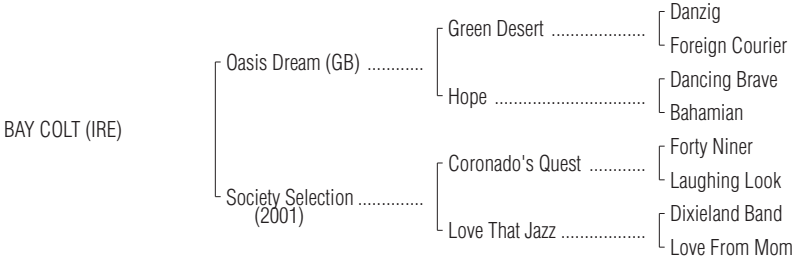 Danzig
Green Desert ....................
Foreign Courier
Oasis Dream (GB) ............
Dancing Brave
Hope ................................
Bahamian
BAY COLT (IRE)
Forty Niner
Coronado's Quest ............
Laughing Look
Society Selection ..............
(2001)
Dixieland Band
Love That Jazz ..................
Love From Mom